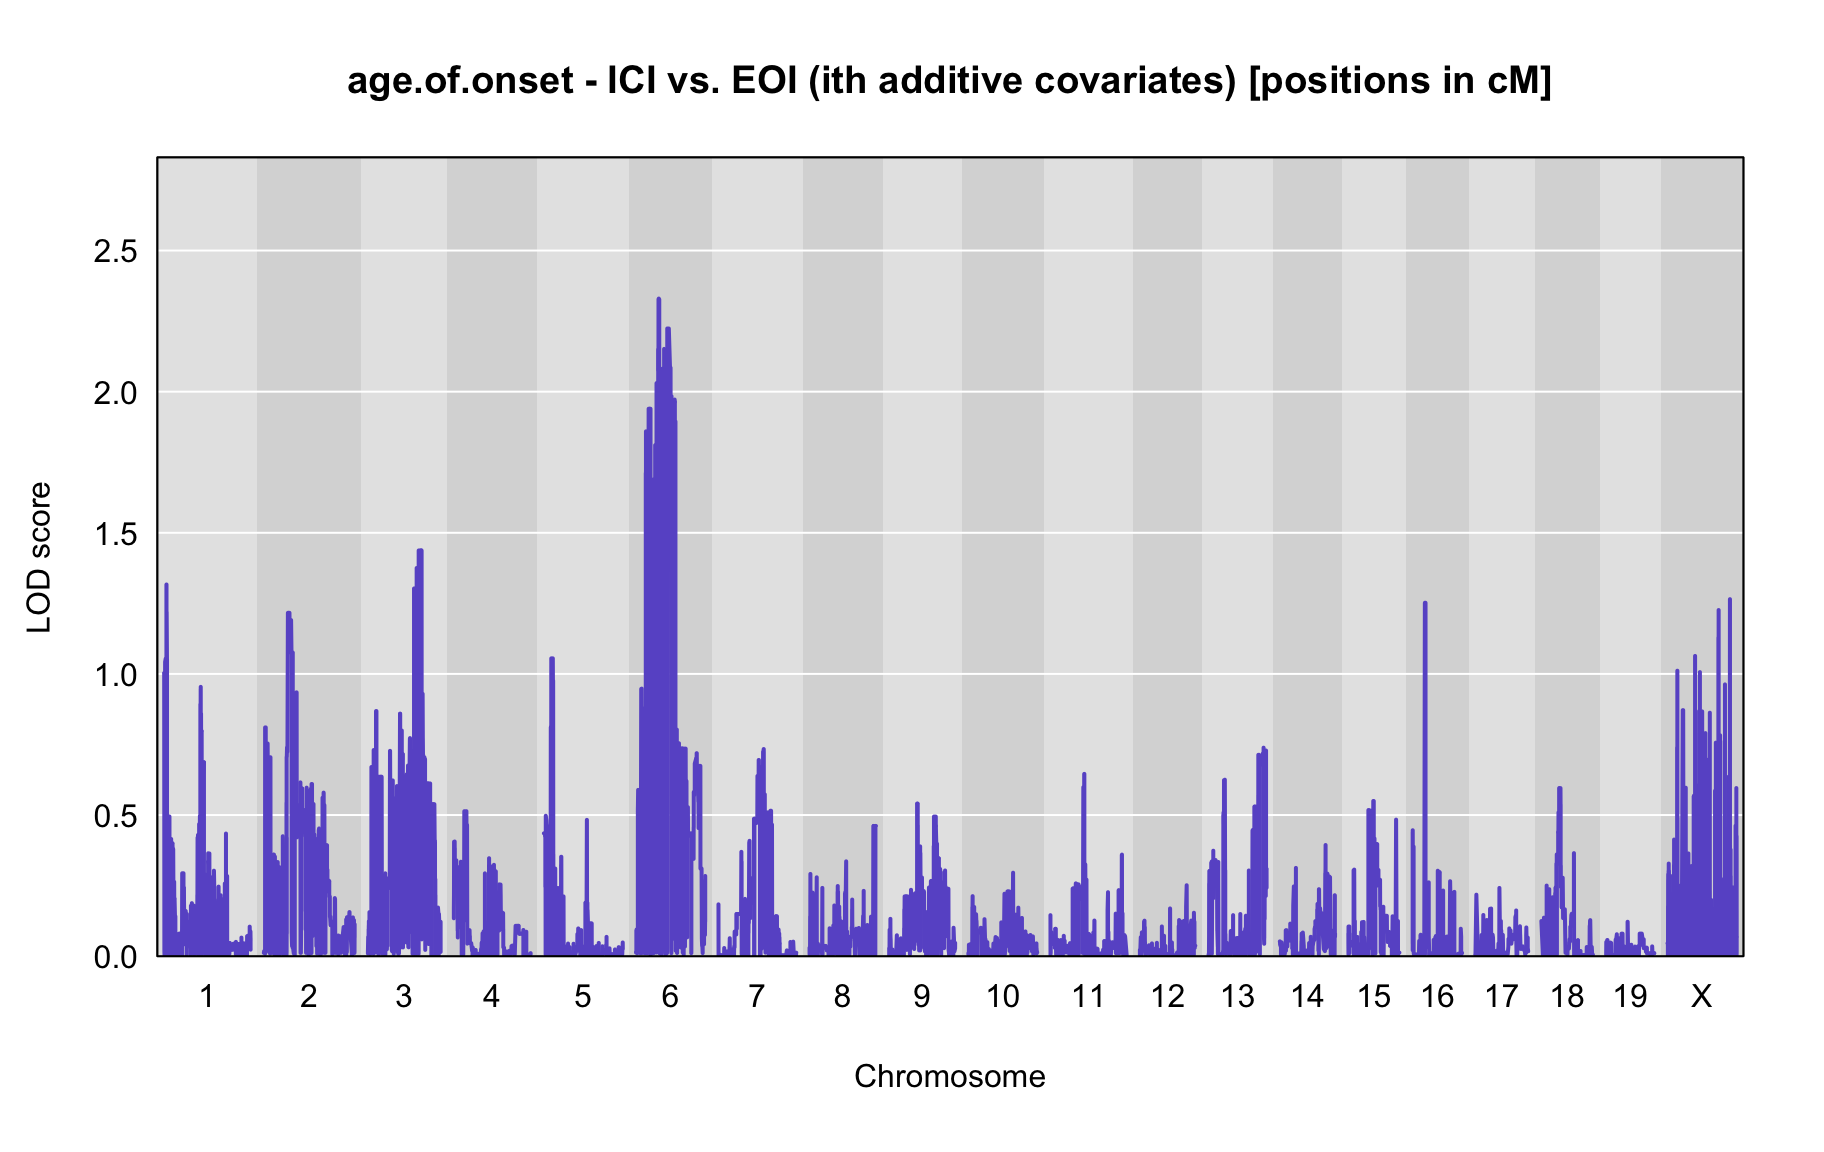 age.of.onset - ICI vs. EOI (ith additive covariates) [positions in cM]
LOD score
2.5
2.0
1.5
1.0
0.5
0.0
1 2 3 4 5 6 7 8 9 10 11 12 13 14 15 16 17 18 19 X
Chromosome